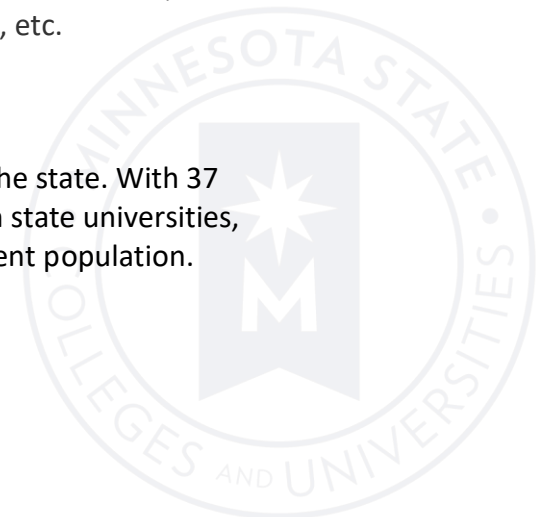 , etc.
he state. With 37
state universities,
ent population.
MINNESOTA STATE
COLLEGES AND UNIVERSITIES
M